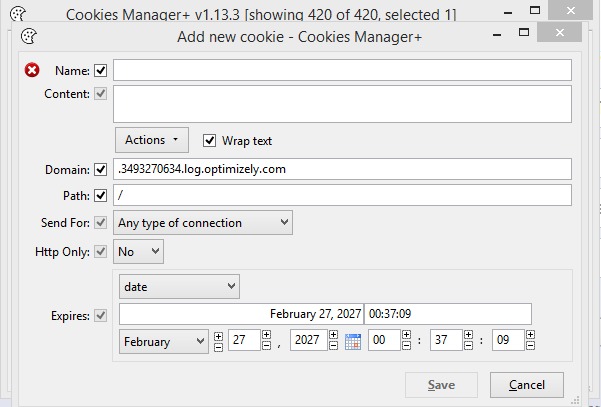 Cookies Manager+ v1.13.3 [showing 420 of 420, selected 1]
Add new cookie - Cookies Manager+
Name:
Content:
Actions Wrap text
Domain: .3493270634.log.optimizely.com
Path: /
Send For: Any type of connection
Http Only: No
date
Expires: February 27, 2027 00:37:09
February 27 , 2027 00 : 37 : 09
Save Cancel